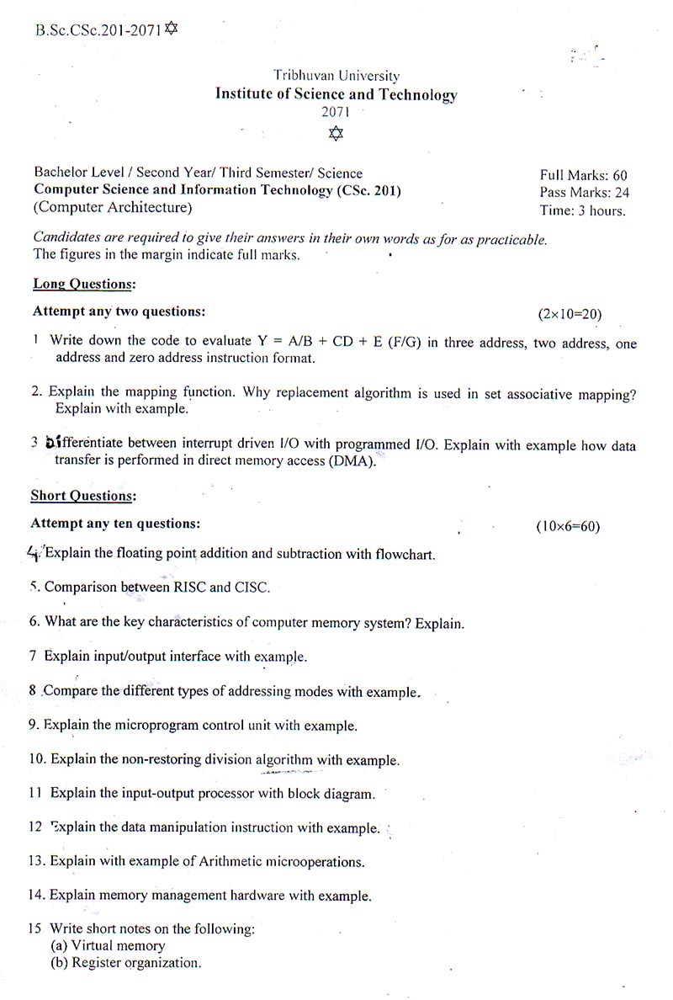 B.Sc.CSc.201-2071✡
Tribhuvan University
Institute of Science and Technology
2071
✡
Bachelor Level / Second Year/ Third Semester/ Science
Full Marks: 60
Computer Science and Information Technology (CSc. 201)
Pass Marks: 24
(Computer Architecture)
Time: 3 hours.
Candidates are required to give their answers in their own words as for as practicable.
The figures in the margin indicate full marks.
Long Questions:
Attempt any two questions: (2×10=20)
1 Write down the code to evaluate Y = A/B + CD + E (F/G) in three address, two address, one
address and zero address instruction format.
2. Explain the mapping function. Why replacement algorithm is used in set associative mapping?
Explain with example.
3 Differentiate between interrupt driven I/O with programmed I/O. Explain with example how data
transfer is performed in direct memory access (DMA).
Short Questions:
Attempt any ten questions: (10×6=60)
4. Explain the floating point addition and subtraction with flowchart.
5. Comparison between RISC and CISC.
6. What are the key characteristics of computer memory system? Explain.
7 Explain input/output interface with example.
8 .Compare the different types of addressing modes with example.
9. Explain the microprogram control unit with example.
10. Explain the non-restoring division algorithm with example.
11 Explain the input-output processor with block diagram.
12 Explain the data manipulation instruction with example.
13. Explain with example of Arithmetic microoperations.
14. Explain memory management hardware with example.
15 Write short notes on the following:
(a) Virtual memory
(b) Register organization.